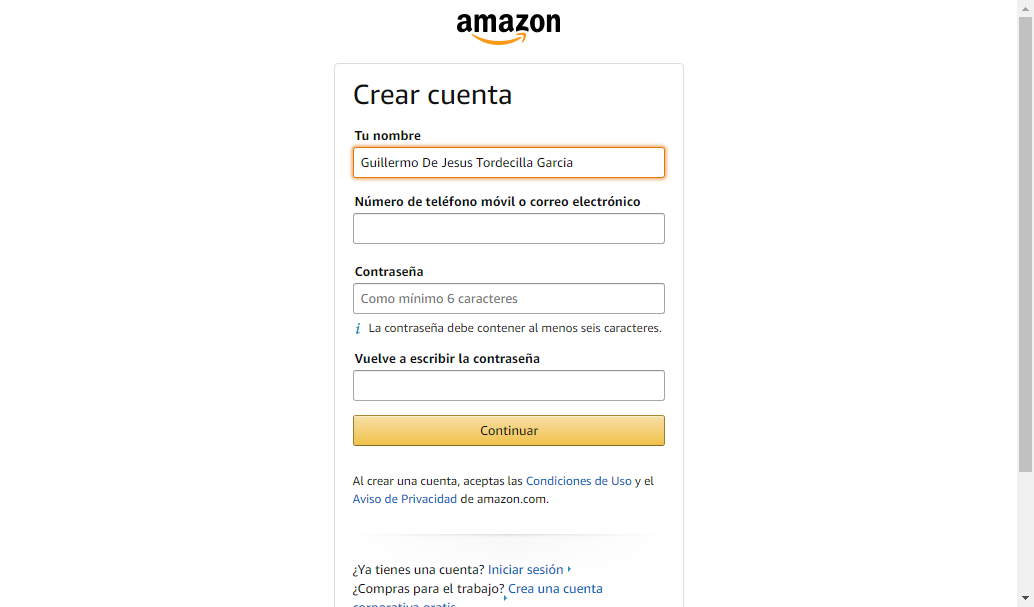 amazon
Crear cuenta
Tu nombre
Guillermo De Jesus Tordecilla Garcia
Número de teléfono móvil o correo electrónico
Contraseña
Como mínimo 6 caracteres
i La contraseña debe contener al menos seis caracteres.
Vuelve a escribir la contraseña
Continuar
Al crear una cuenta, aceptas las Condiciones de Uso y el
Aviso de Privacidad de amazon.com.
¿Ya tienes una cuenta? Iniciar sesión
¿Compras para el trabajo? Crea una cuenta
corporativa gratis